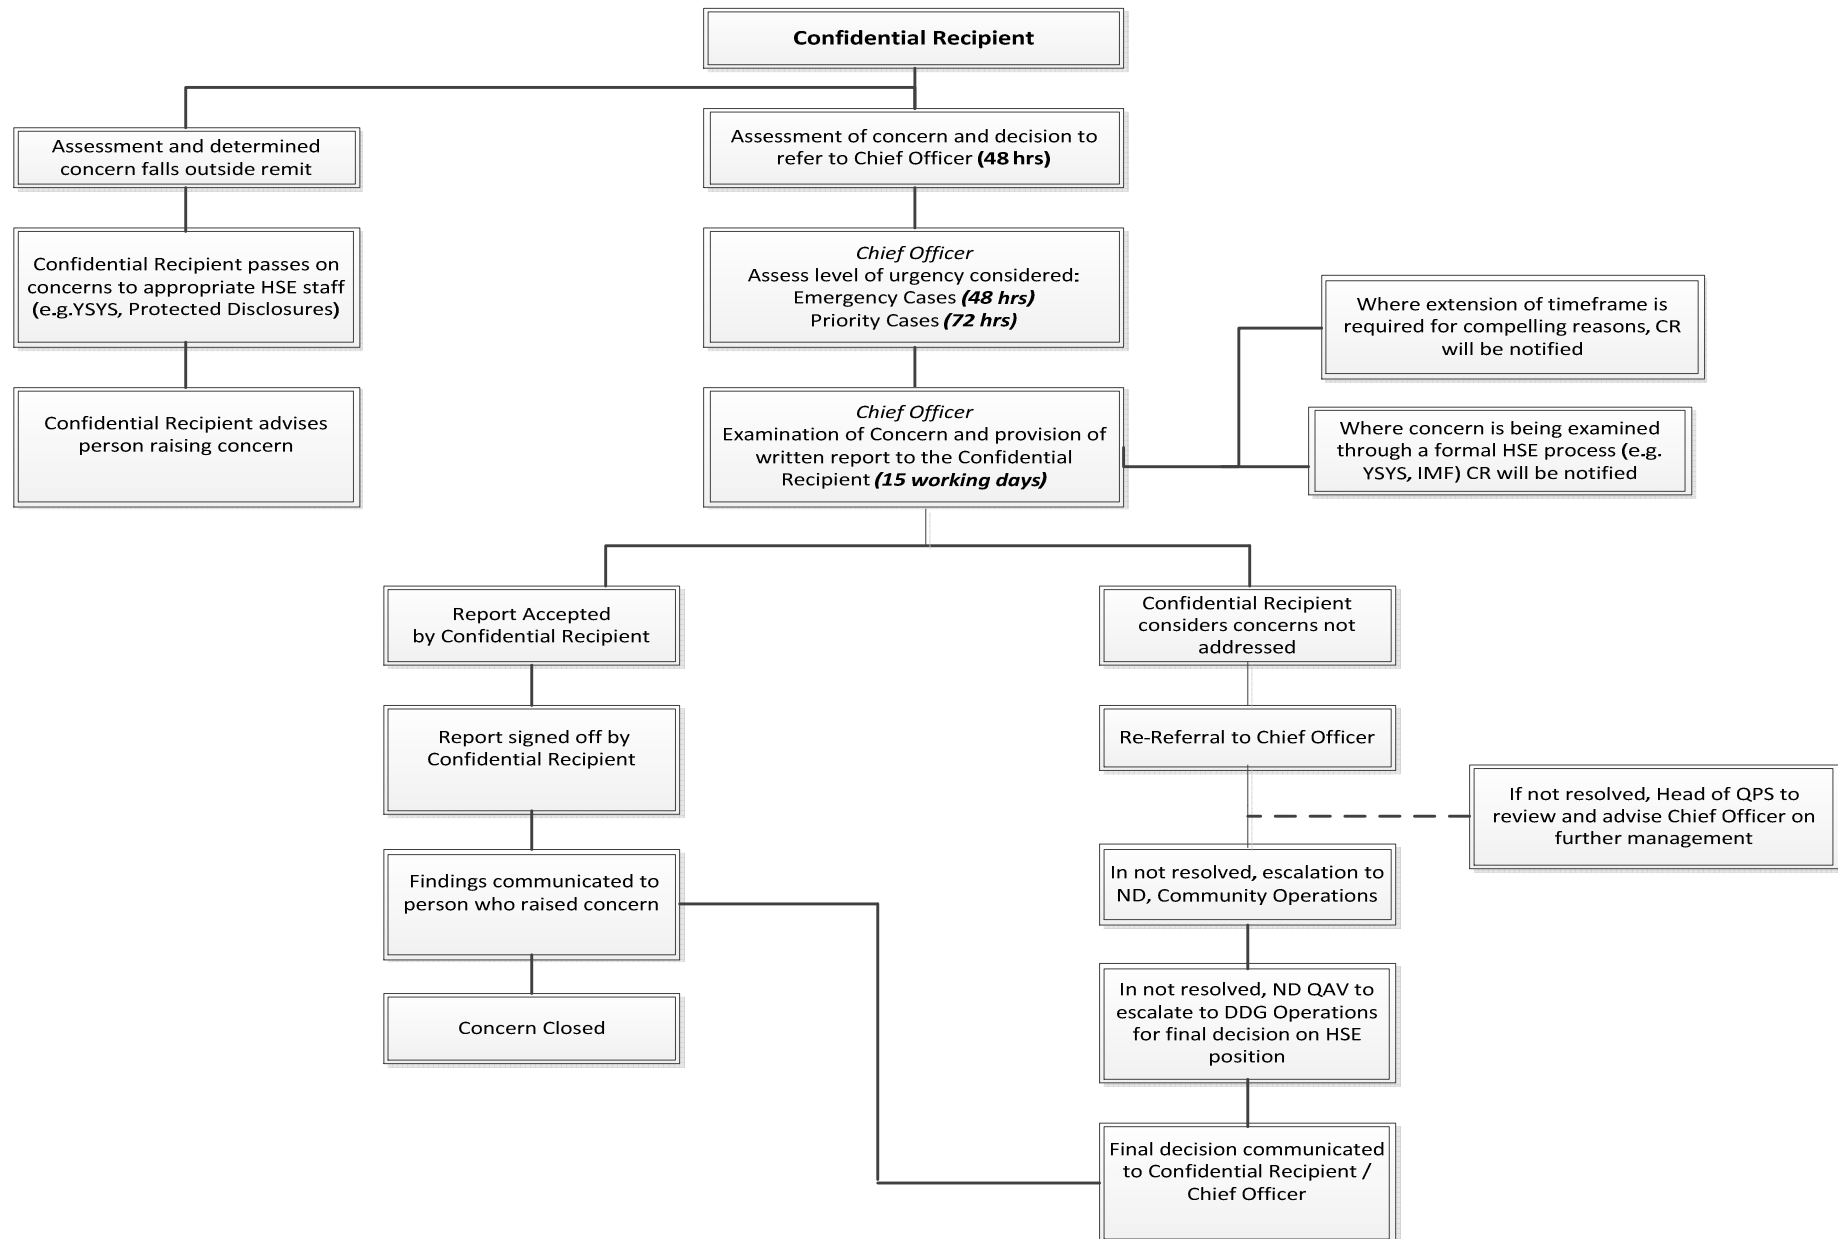 Confidential Recipient
Assessment and determined
concern falls outside remit
Assessment of concern and decision to
refer to Chief Officer (48 hrs)
Confidential Recipient passes on
concerns to appropriate HSE staff
(e.g.YSYS, Protected Disclosures)
Chief Officer
Assess level of urgency considered:
Emergency Cases (48 hrs)
Priority Cases (72 hrs)
Where extension of timeframe is
required for compelling reasons, CR
will be notified
Confidential Recipient advises
person raising concern
Chief Officer
Examination of Concern and provision of
written report to the Confidential
Recipient (15 working days)
Where concern is being examined
through a formal HSE process (e.g.
YSYS, IMF) CR will be notified
Report Accepted
by Confidential Recipient
Confidential Recipient
considers concerns not
addressed
Report signed off by
Confidential Recipient
Re-Referral to Chief Officer
If not resolved, Head of QPS to
review and advise Chief Officer on
further management
Findings communicated to
person who raised concern
In not resolved, escalation to
ND, Community Operations
Concern Closed
In not resolved, ND QAV to
escalate to DDG Operations
for final decision on HSE
position
Final decision communicated
to Confidential Recipient /
Chief Officer